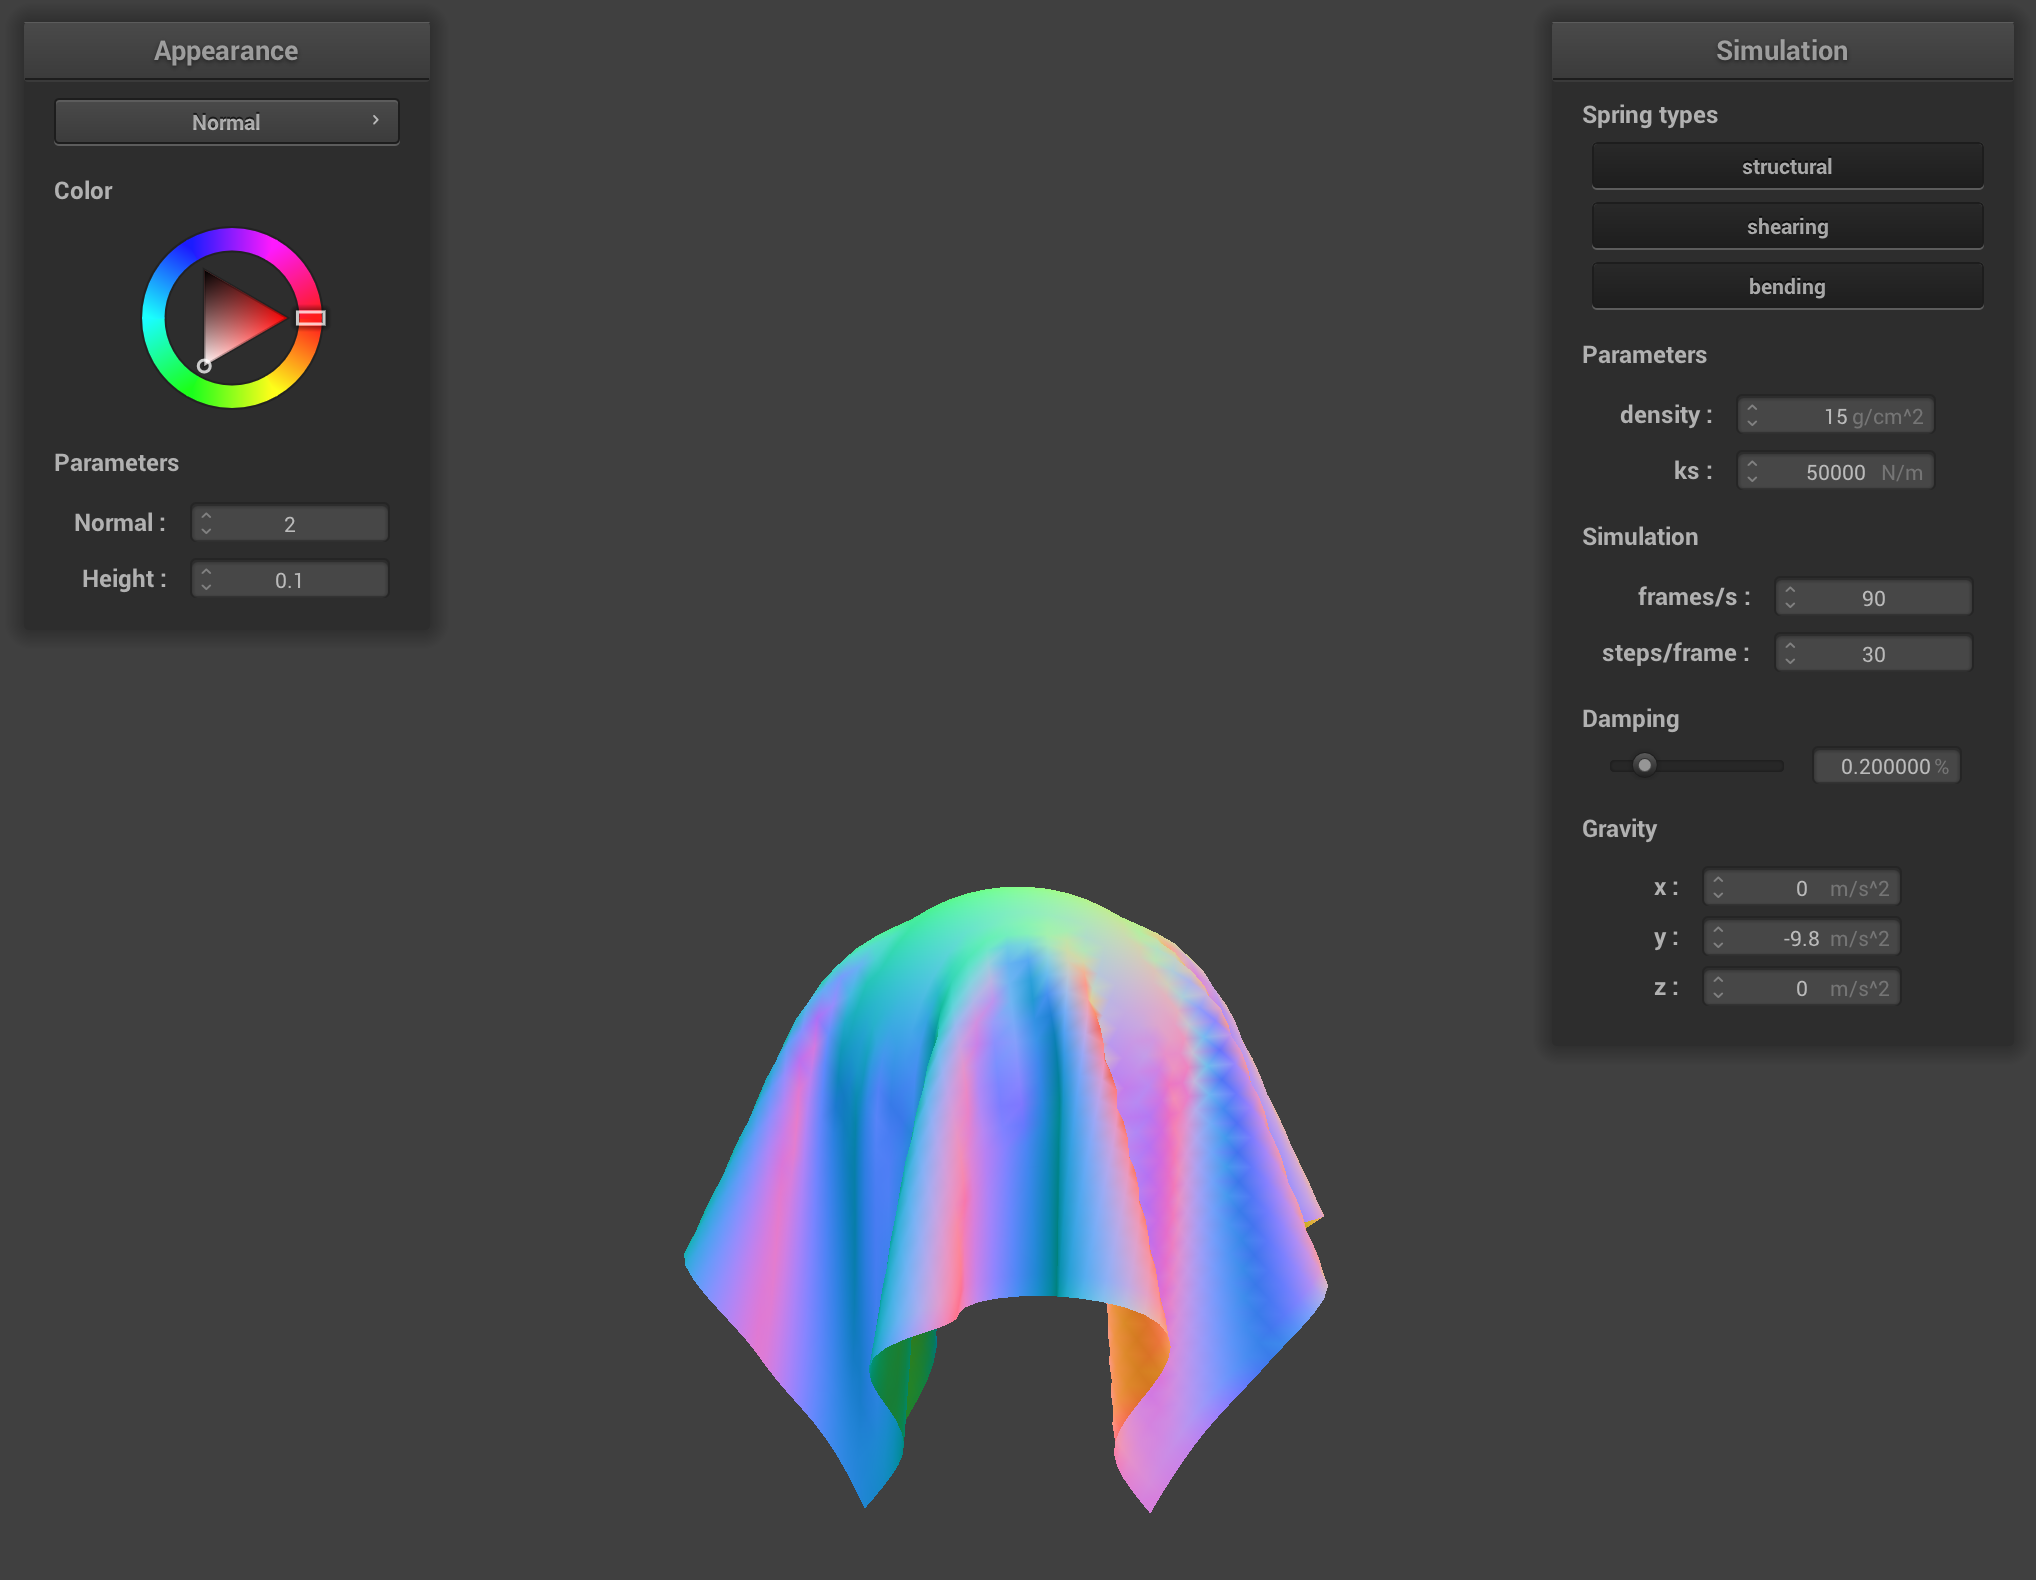 Appearance
Normal
Color
Parameters
Normal : 2
Height : 0.1
Simulation
Spring types
structural
shearing
bending
Parameters
density : 15 g/cm^2
ks : 50000 N/m
Simulation
frames/s : 90
steps/frame : 30
Damping
0.200000 %
Gravity
x : 0 m/s^2
y : -9.8 m/s^2
z : 0 m/s^2